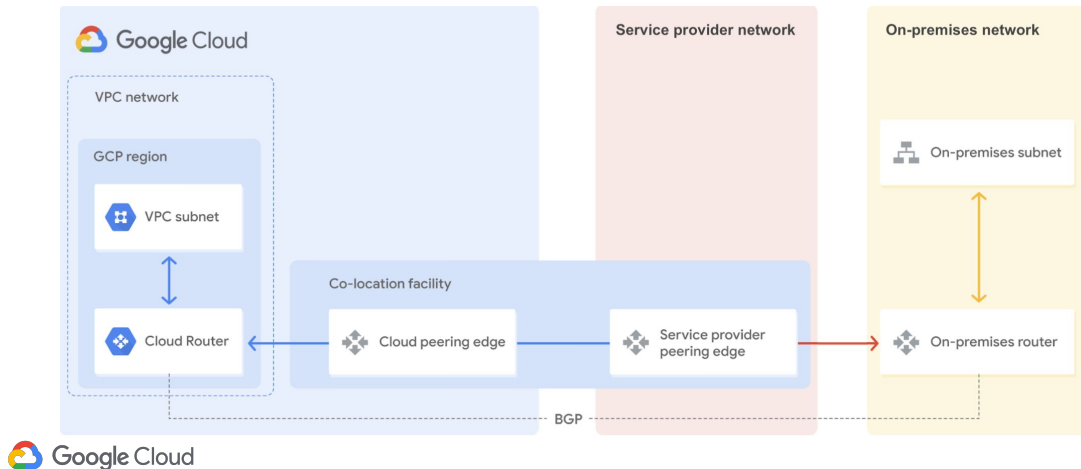 Google Cloud
Service provider network
On-premises network
VPC network
GCP region
On-premises subnet
VPC subnet
Co-location facility
Cloud Router
Cloud peering edge
Service provider
peering edge
On-premises router
BGP
Google Cloud